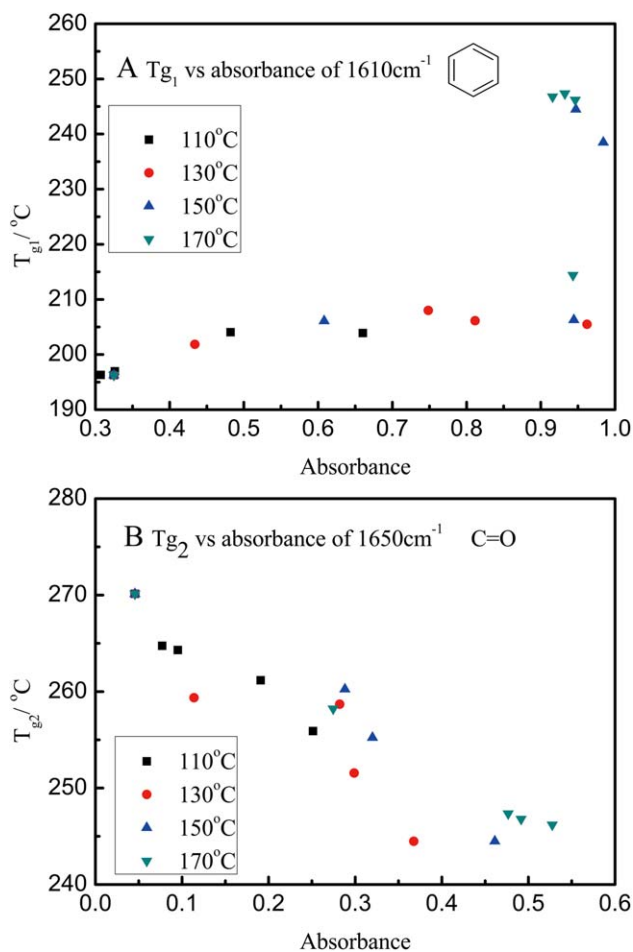 260
A Tg₁ vs absorbance of 1610cm⁻¹
250
110°C
130°C
150°C
170°C
240
230
220
210
200
190
T_g1/ °C
0.3 0.4 0.5 0.6 0.7 0.8 0.9 1.0
Absorbance
280
B Tg₂ vs absorbance of 1650cm⁻¹ C=O
270
260
250
240
T_g2/ °C
110°C
130°C
150°C
170°C
0.0 0.1 0.2 0.3 0.4 0.5 0.6
Absorbance